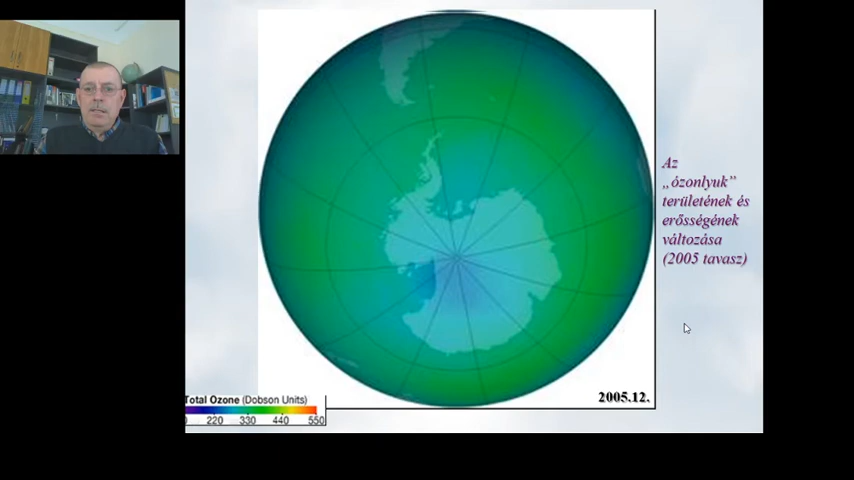 Az
„ózonlyuk”
területének és
erősségének
változása
(2005 tavasz)
2005.12.
Total Ozone (Dobson Units)
220 330 440 550